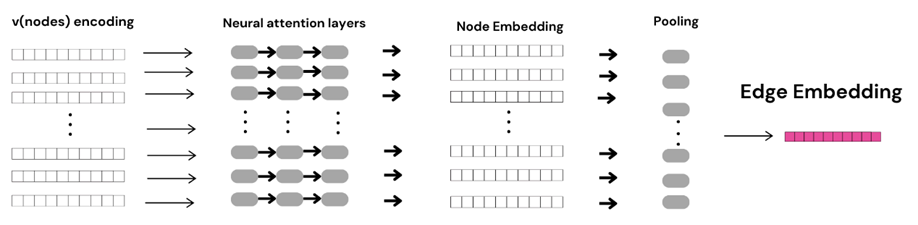 v(nodes) encoding
Neural attention layers
Node Embedding
Pooling
Edge Embedding